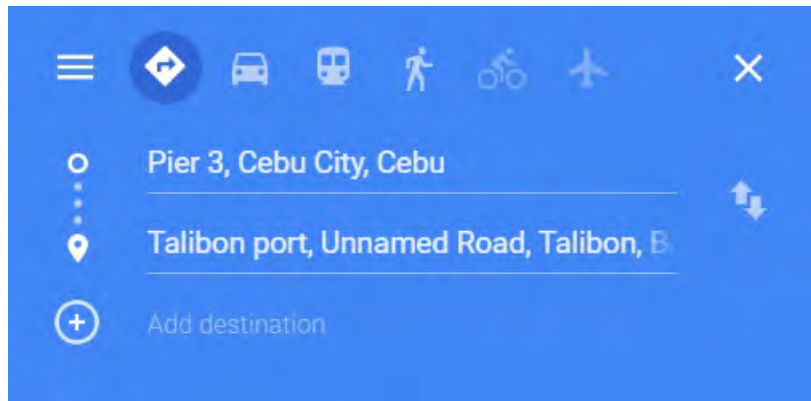 Pier 3, Cebu City, Cebu
Talibon port, Unnamed Road, Talibon,
Add destination